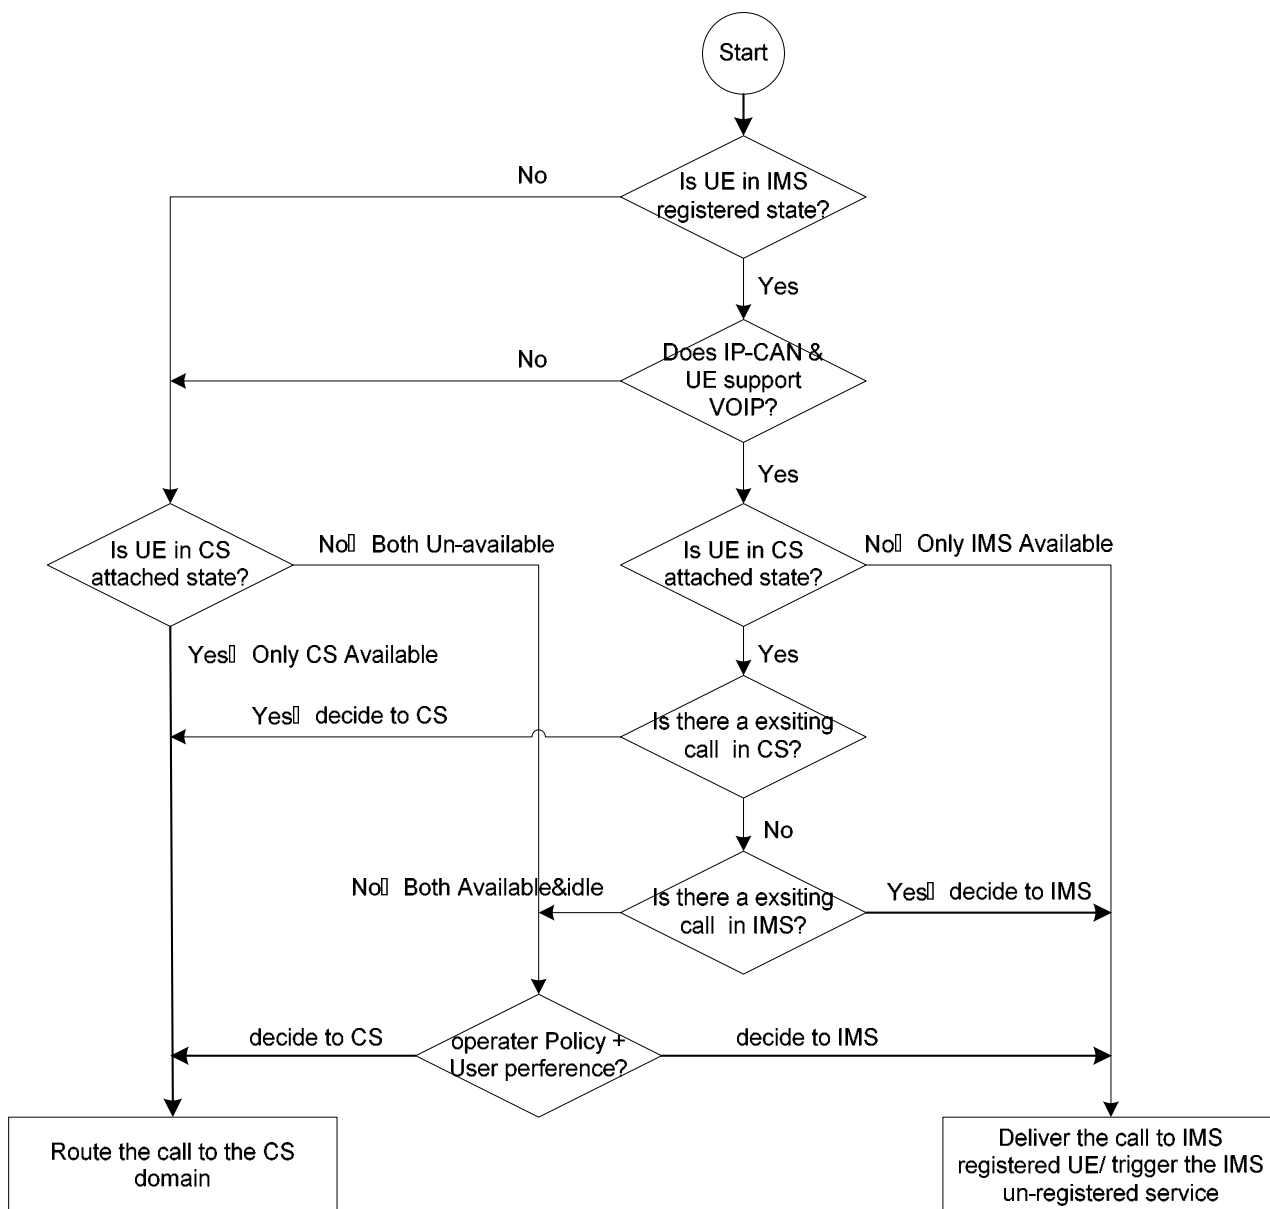 Start
No
Is UE in IMS
registered state?
Yes
No
Does IP-CAN &
UE support
VOIP?
Yes
Is UE in CS
attached state?
No▯ Both Un-available
Is UE in CS
attached state?
No▯ Only IMS Available
Yes▯ Only CS Available
Yes
Yes▯ decide to CS
Is there a exsiting
call in CS?
No
No▯ Both Available&idle
Is there a exsiting
call in IMS?
Yes▯ decide to IMS
decide to CS
operater Policy +
User perference?
decide to IMS
Route the call to the CS
domain
Deliver the call to IMS
registered UE/ trigger the IMS
un-registered service